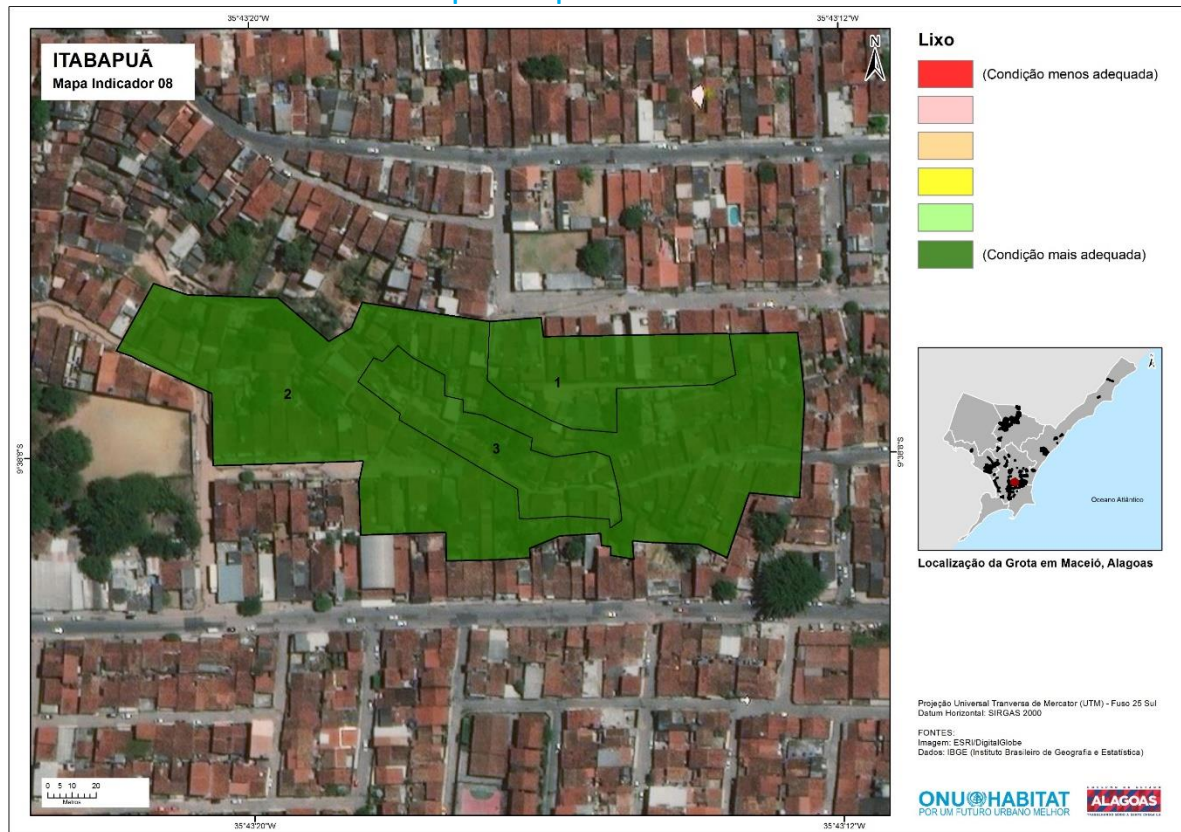 35°43'20"W
35°43'12"W
ITABAPUÃ
Mapa Indicador 08
N
Lixo
(Condição menos adequada)
(Condição mais adequada)
1
2
3
9°38'8"S
9°38'8"S
Oceano Atlântico
Localização da Grota em Maceió, Alagoas
Projeção Universal Tranversa de Mercator (UTM) - Fuso 25 Sul
Datum Horizontal: SIRGAS 2000
FONTES:
Imagem: ESRI/DigitalGlobe
Dados: IBGE (Instituto Brasileiro de Geografia e Estatística)
0 5 10 20
Metros
ONU HABITAT
POR UM FUTURO URBANO MELHOR
ALAGOAS
35°43'20"W
35°43'12"W